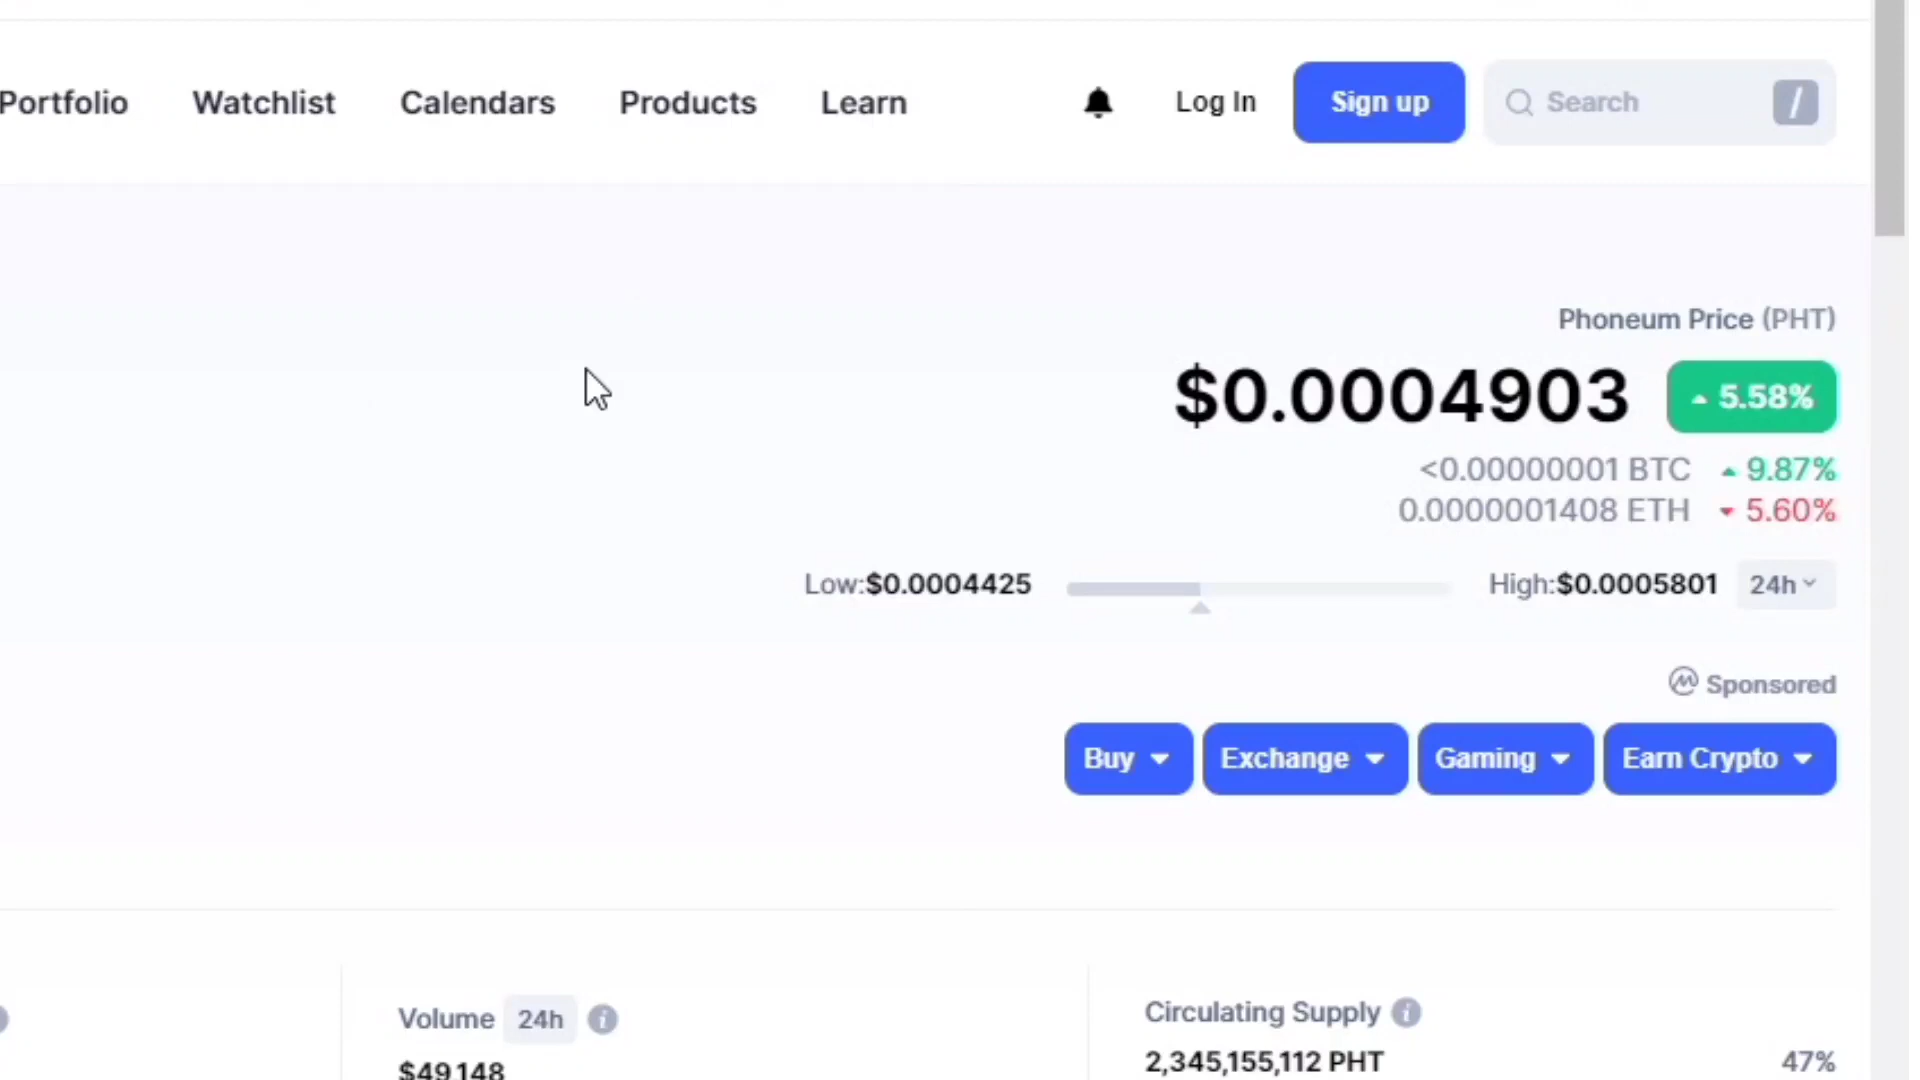 Portfolio Watchlist Calendars Products Learn Log In Sign up Search /
Phoneum Price (PHT)
$0.0004903 5.58%
<0.00000001 BTC 9.87%
0.0000001408 ETH 5.60%
Low:$0.0004425 High:$0.0005801 24h
Sponsored
Buy Exchange Gaming Earn Crypto
Volume 24h
$49,148
Circulating Supply
2,345,155,112 PHT 47%